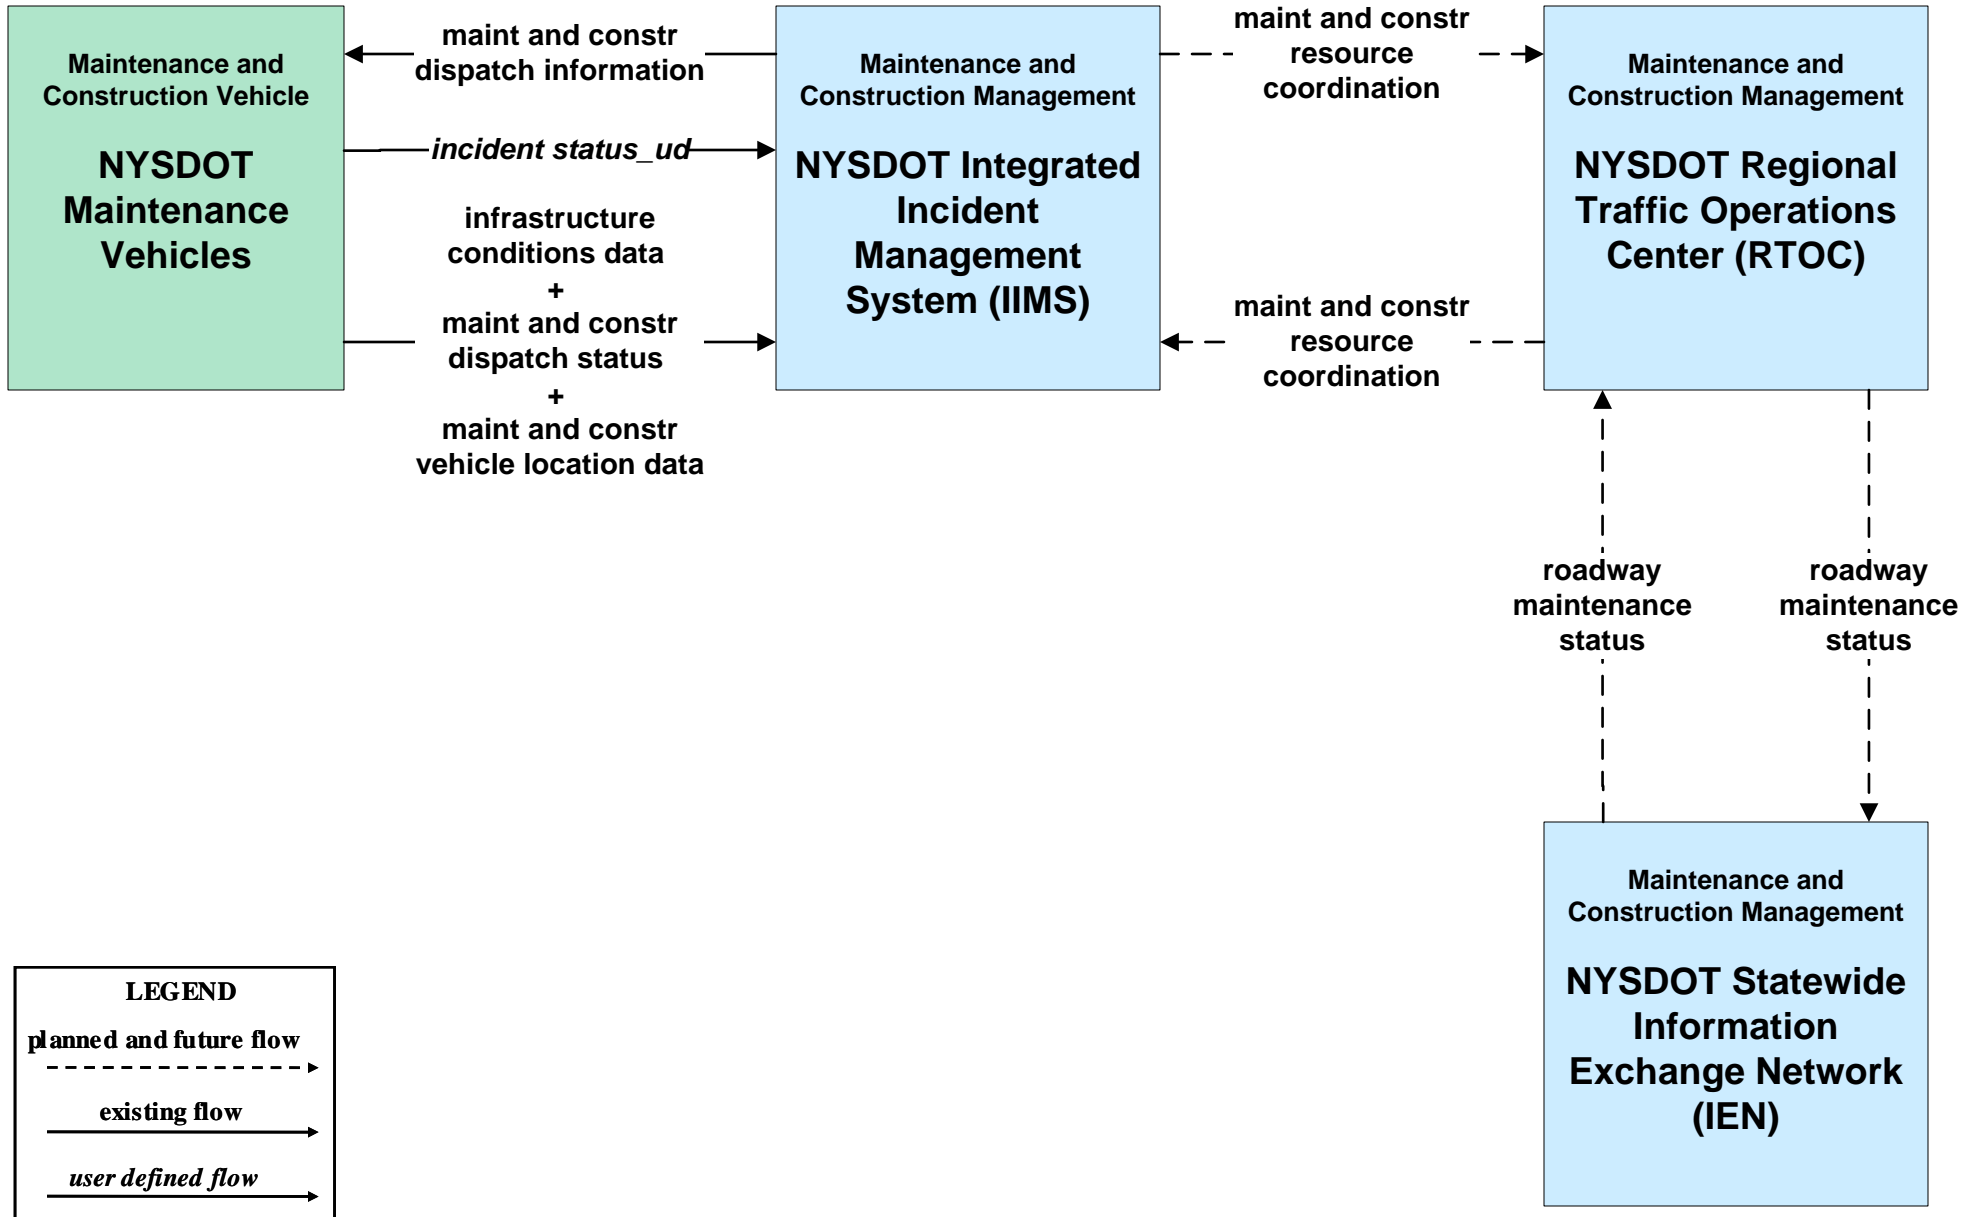 Maintenance and
Construction Vehicle
NYSDOT
Maintenance
Vehicles
maint and constr
dispatch information
incident status_ud
infrastructure
conditions data
+
maint and constr
dispatch status
+
maint and constr
vehicle location data
Maintenance and
Construction Management
NYSDOT Integrated
Incident
Management
System (IIMS)
maint and constr
resource
coordination
maint and constr
resource
coordination
Maintenance and
Construction Management
NYSDOT Regional
Traffic Operations
Center (RTOC)
roadway
maintenance
status
roadway
maintenance
status
Maintenance and
Construction Management
NYSDOT Statewide
Information
Exchange Network
(IEN)
LEGEND
planned and future flow
existing flow
user defined flow